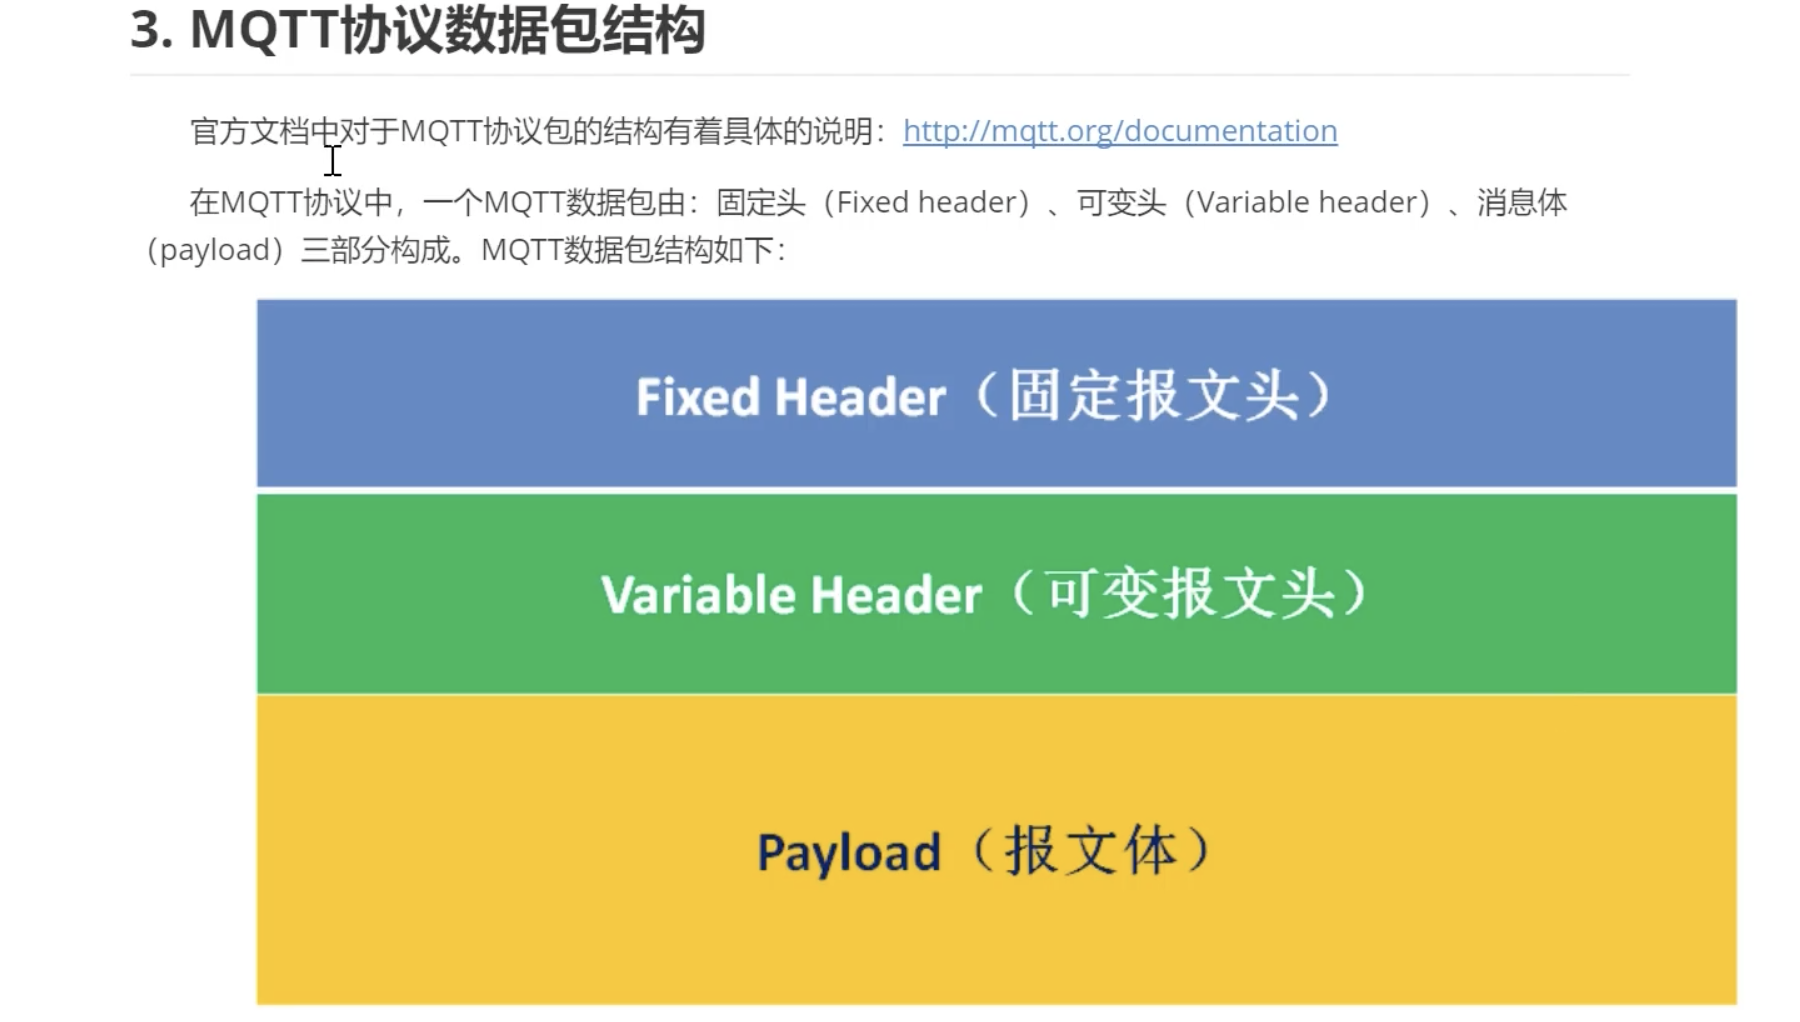 3. MQTT协议数据包结构
官方文档中对于MQTT协议包的结构有着具体的说明：http://mqtt.org/documentation
在MQTT协议中，一个MQTT数据包由：固定头（Fixed header）、可变头（Variable header）、消息体
（payload）三部分构成。MQTT数据包结构如下：
Fixed Header（固定报文头）
Variable Header（可变报文头）
Payload（报文体）